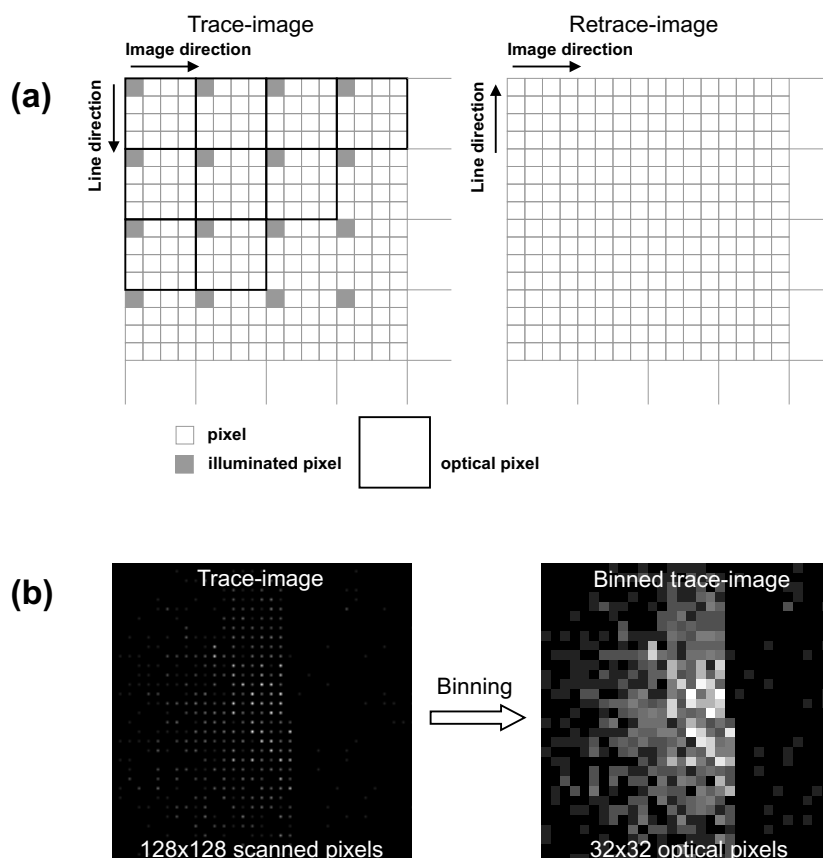 Trace-image
Retrace-image
Image direction
Image direction
(a)
Line direction
Line direction
pixel
illuminated pixel
optical pixel
(b)
Trace-image
Binned trace-image
Binning
128x128 scanned pixels
32x32 optical pixels